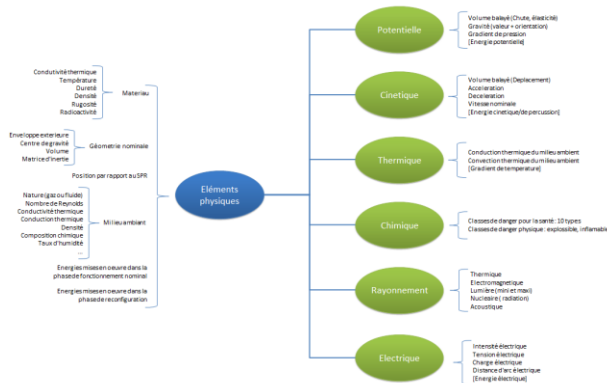 Condutivité thermique
Température
Dureté
Densité
Rugosité
Radioactivité
Materiau
Enveloppe exterieure
Centre de gravité
Volume
Matrice d'inertie
Géometrie nominale
Position par rapport au SPR
Nature (gaz ou fluide)
Nombre de Reynolds
Conductivité thermique
Conduction thermique
Densité
Composition chimique
Taux d'humidité
...
Milieu ambiant
Energies mises en oeuvre dans la
phase de fonctionnement nominal
Energies mises en oeuvre dans la
phase de reconfiguration
Eléments
physiques
Potentielle
Volume balayé (Chute, élasticité)
Gravité (valeur + orientation)
Gradient de pression
[Energie potentielle]
Cinetique
Volume balayé (Deplacement)
Acceleration
Deceleration
Vitesse nominale
[Energie cinetique/de percussion]
Thermique
Conduction thermique du milieu ambient
Convection thermique du milieu ambient
[Gradient de temperature]
Chimique
Classes de danger pour la santé : 10 types
Classes de danger physique : explossible, inflamable
Rayonnement
Thermique
Electromagnetique
Lumière (mini et maxi)
Nucleaire ( radiation)
Acoustique
Electrique
Intensité électrique
Tension électrique
Charge électrique
Distance d'arc électrique
[Energie électrique]